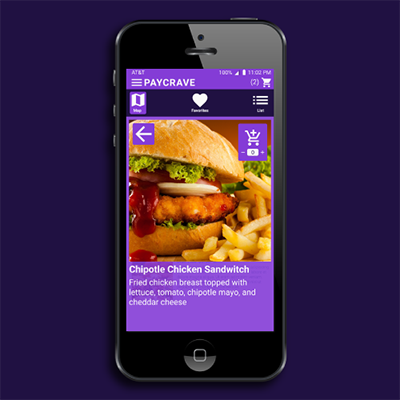 AT&T 100% 11:02 PM
PAYCRAVE (2)
Map Favorites List
- 0 +
Chipotle Chicken Sandwitch
Fried chicken breast topped with
lettuce, tomato, chipotle mayo, and
cheddar cheese